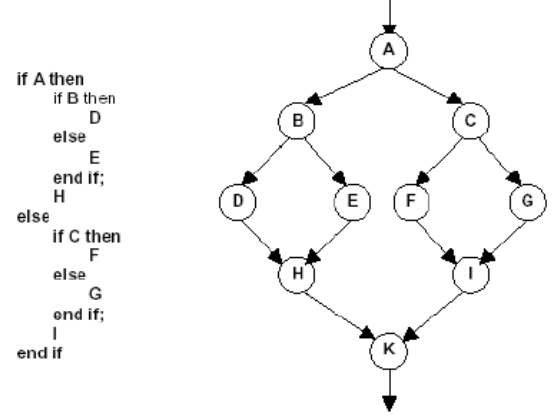 if A then
if B then
D
else
E
end if;
H
else
if C then
F
else
G
end if;
I
end if
A
B
C
D
E
F
G
H
I
K